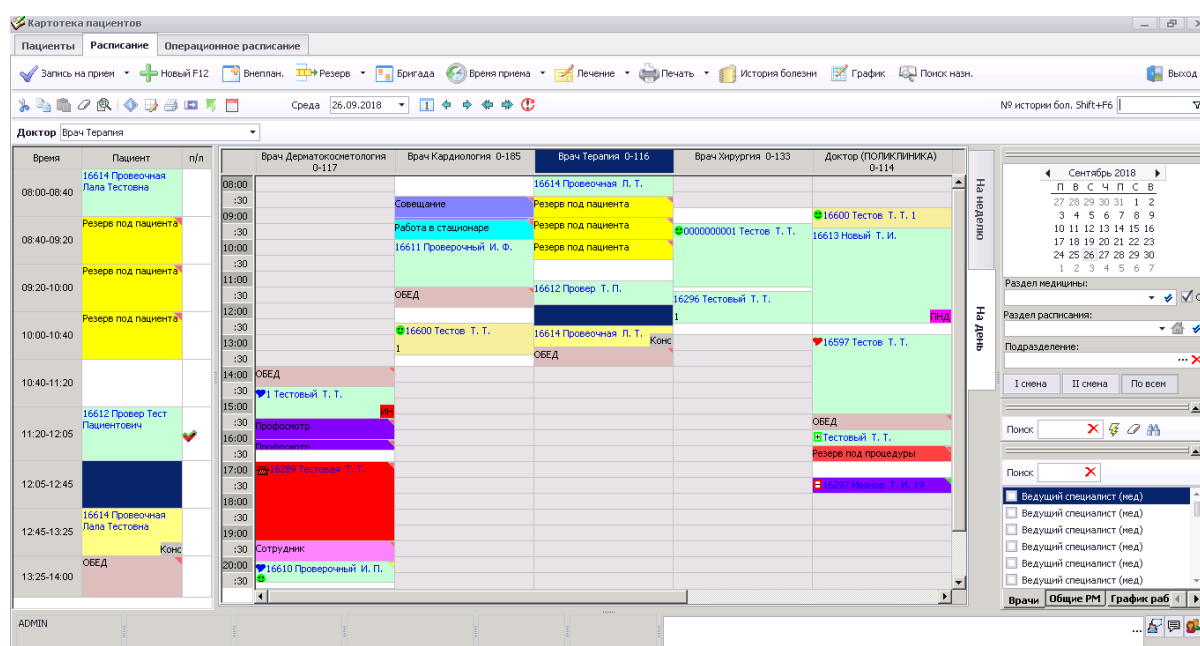 Картотека пациентов
Пациенты Расписание Операционное расписание
Запись на прием Новый F12 Внеплан. Резерв Бригада Время приема Лечение Печать История болезни График Поиск назн. Выход
Среда 26.09.2018 1 № истории бол. Shift+F6
Доктор Врач Терапия
Время Пациент п/л
08:00-08:40 16614 Провеочная
Лала Тестовна
08:40-09:20 Резерв под пациента
09:20-10:00 Резерв под пациента
10:00-10:40 Резерв под пациента
10:40-11:20
11:20-12:05 16612 Провер Тест
Пациентович
12:05-12:45
12:45-13:25 16614 Провеочная
Лала Тестовна
Конс
13:25-14:00 ОБЕД
Врач Дерматокосметология
0-117
Врач Кардиология 0-185
Врач Терапия 0-116
Врач Хирургия 0-133
Доктор (ПОЛИКЛИНИКА)
0-114
08:00
:30
09:00
:30
10:00
:30
11:00
:30
12:00
:30
13:00
:30
14:00
:30
15:00
:30
16:00
:30
17:00
:30
18:00
:30
19:00
:30
20:00
:30
ОБЕД
1 Тестовый Т. Т.
ИН
Профосмотр
Профосмотр
16289 Тестовая Т. Т.
Сотрудник
16610 Проверочный И. П.
Совещание
Работа в стационаре
16611 Проверочный И. Ф.
ОБЕД
16600 Тестов Т. Т.
1
16614 Провеочная Л. Т.
Резерв под пациента
Резерв под пациента
Резерв под пациента
16612 Провер Т. П.
16614 Провеочная Л. Т.
Конс
ОБЕД
0000000001 Тестов Т. Т.
16296 Тестовый Т. Т.
1
16600 Тестов Т. Т. 1
16613 Новый Т. И.
ПНД
16597 Тестов Т. Т.
ОБЕД
Тестовый Т. Т.
Резерв под процедуры
16297 Иванов Т. И. 19
На неделю
На день
Сентябрь 2018
П В С Ч П С В
27 28 29 30 31 1 2
3 4 5 6 7 8 9
10 11 12 13 14 15 16
17 18 19 20 21 22 23
24 25 26 27 28 29 30
1 2 3 4 5 6 7
Раздел медицины:
Раздел расписания:
Подразделение:
I смена II смена По всем
Поиск
Поиск
Ведущий специалист (мед)
Ведущий специалист (мед)
Ведущий специалист (мед)
Ведущий специалист (мед)
Ведущий специалист (мед)
Ведущий специалист (мед)
Врачи Общие РМ График раб
ADMIN